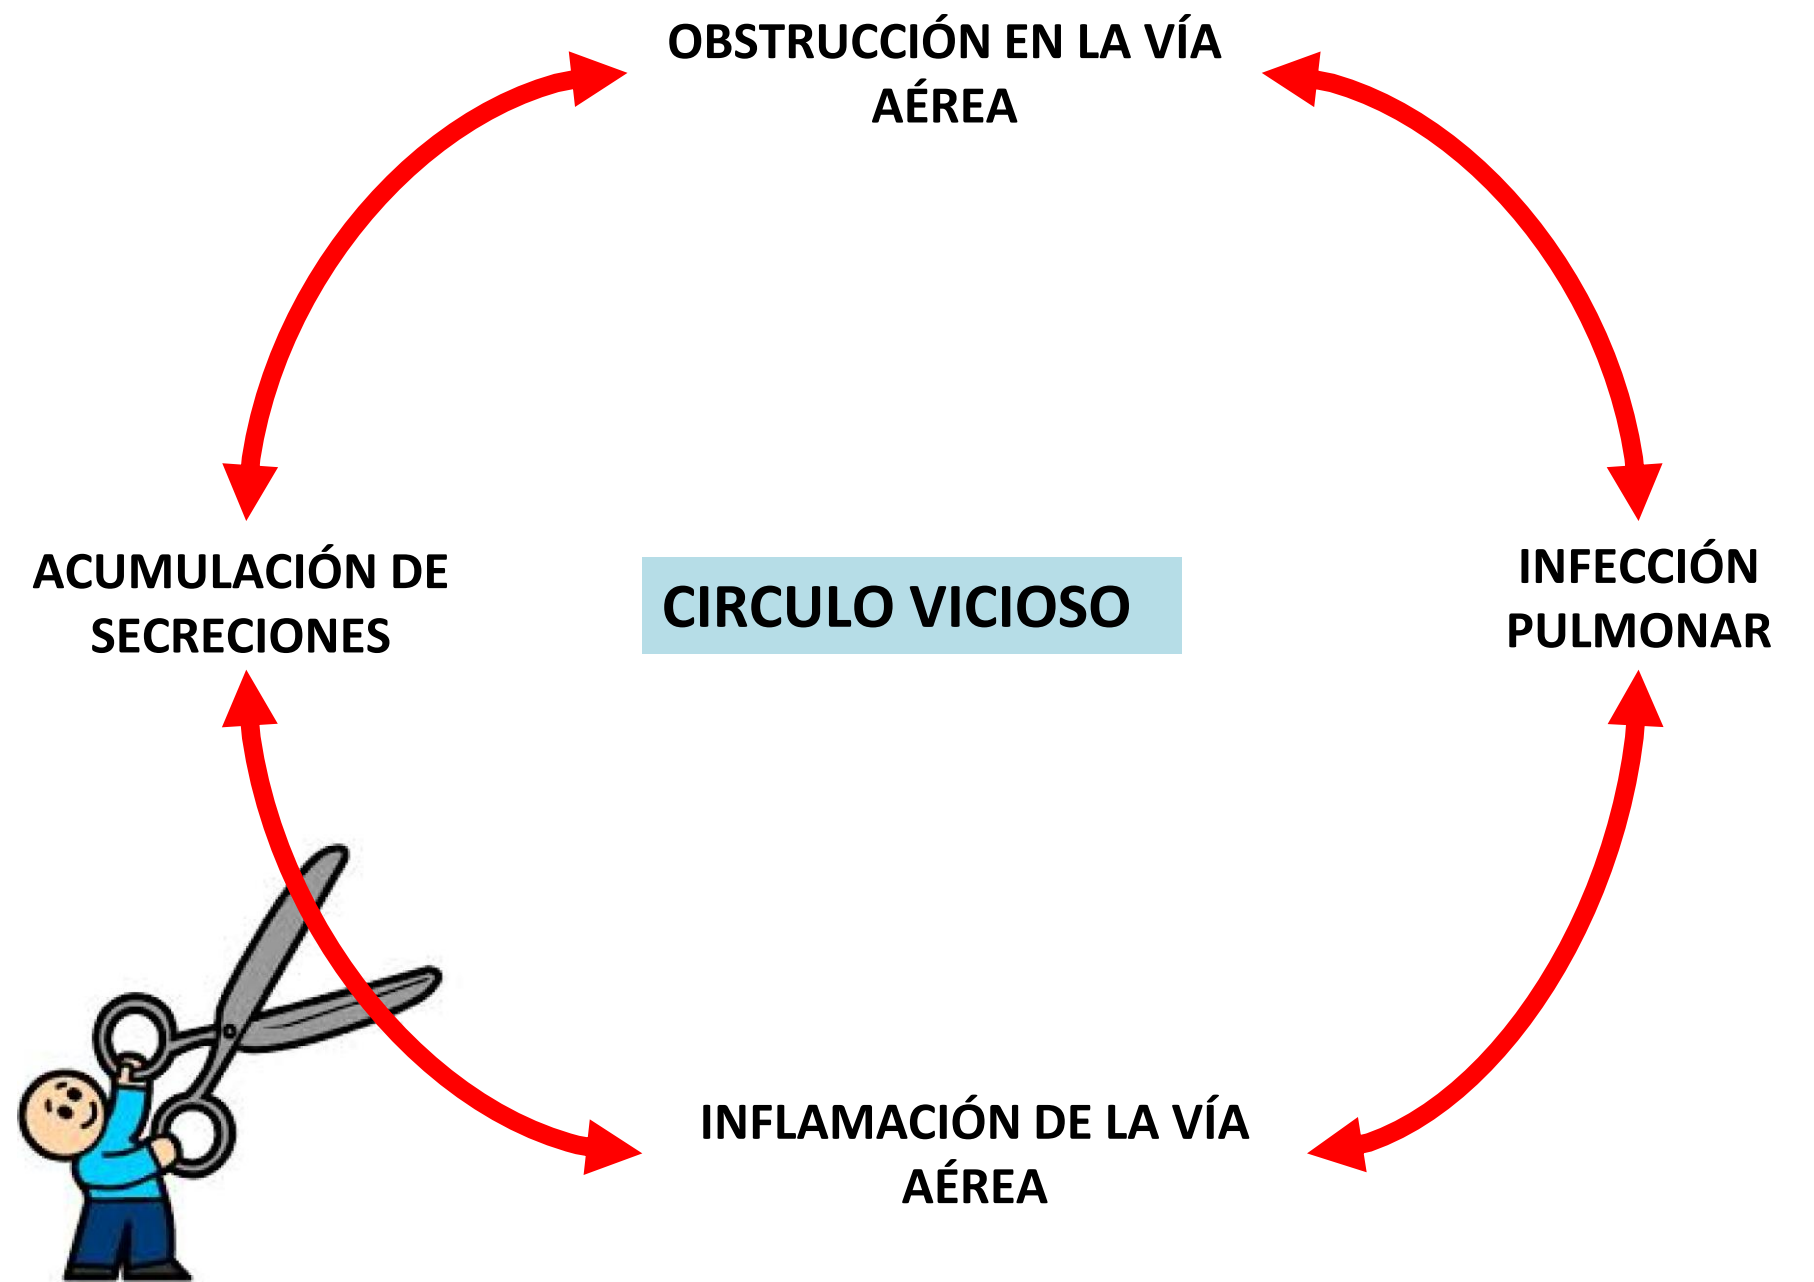 OBSTRUCCIÓN EN LA VÍA
AÉREA
ACUMULACIÓN DE
SECRECIONES
CIRCULO VICIOSO
INFECCIÓN
PULMONAR
INFLAMACIÓN DE LA VÍA
AÉREA